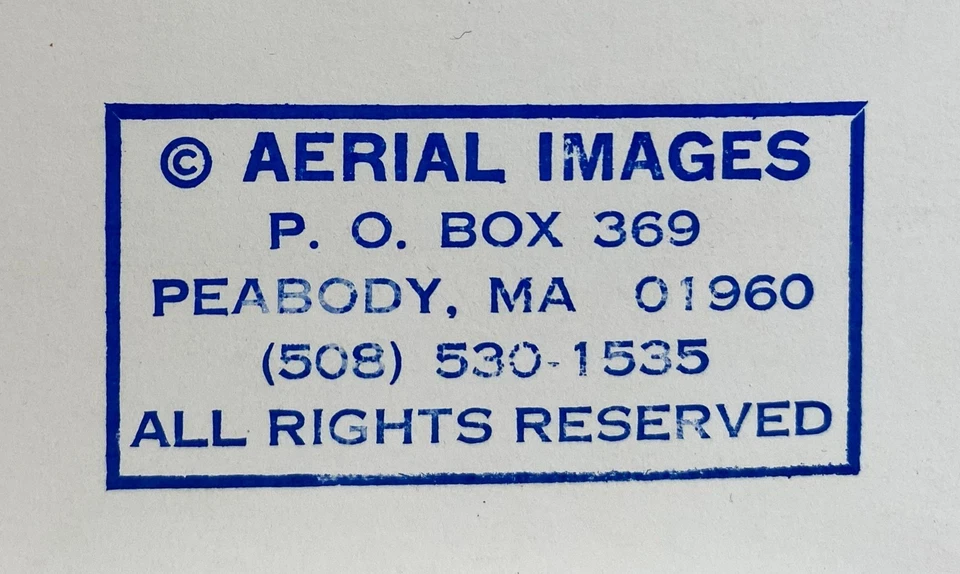 © AERIAL IMAGES
P. O. BOX 369
PEABODY, MA 01960
(508) 530-1535
ALL RIGHTS RESERVED